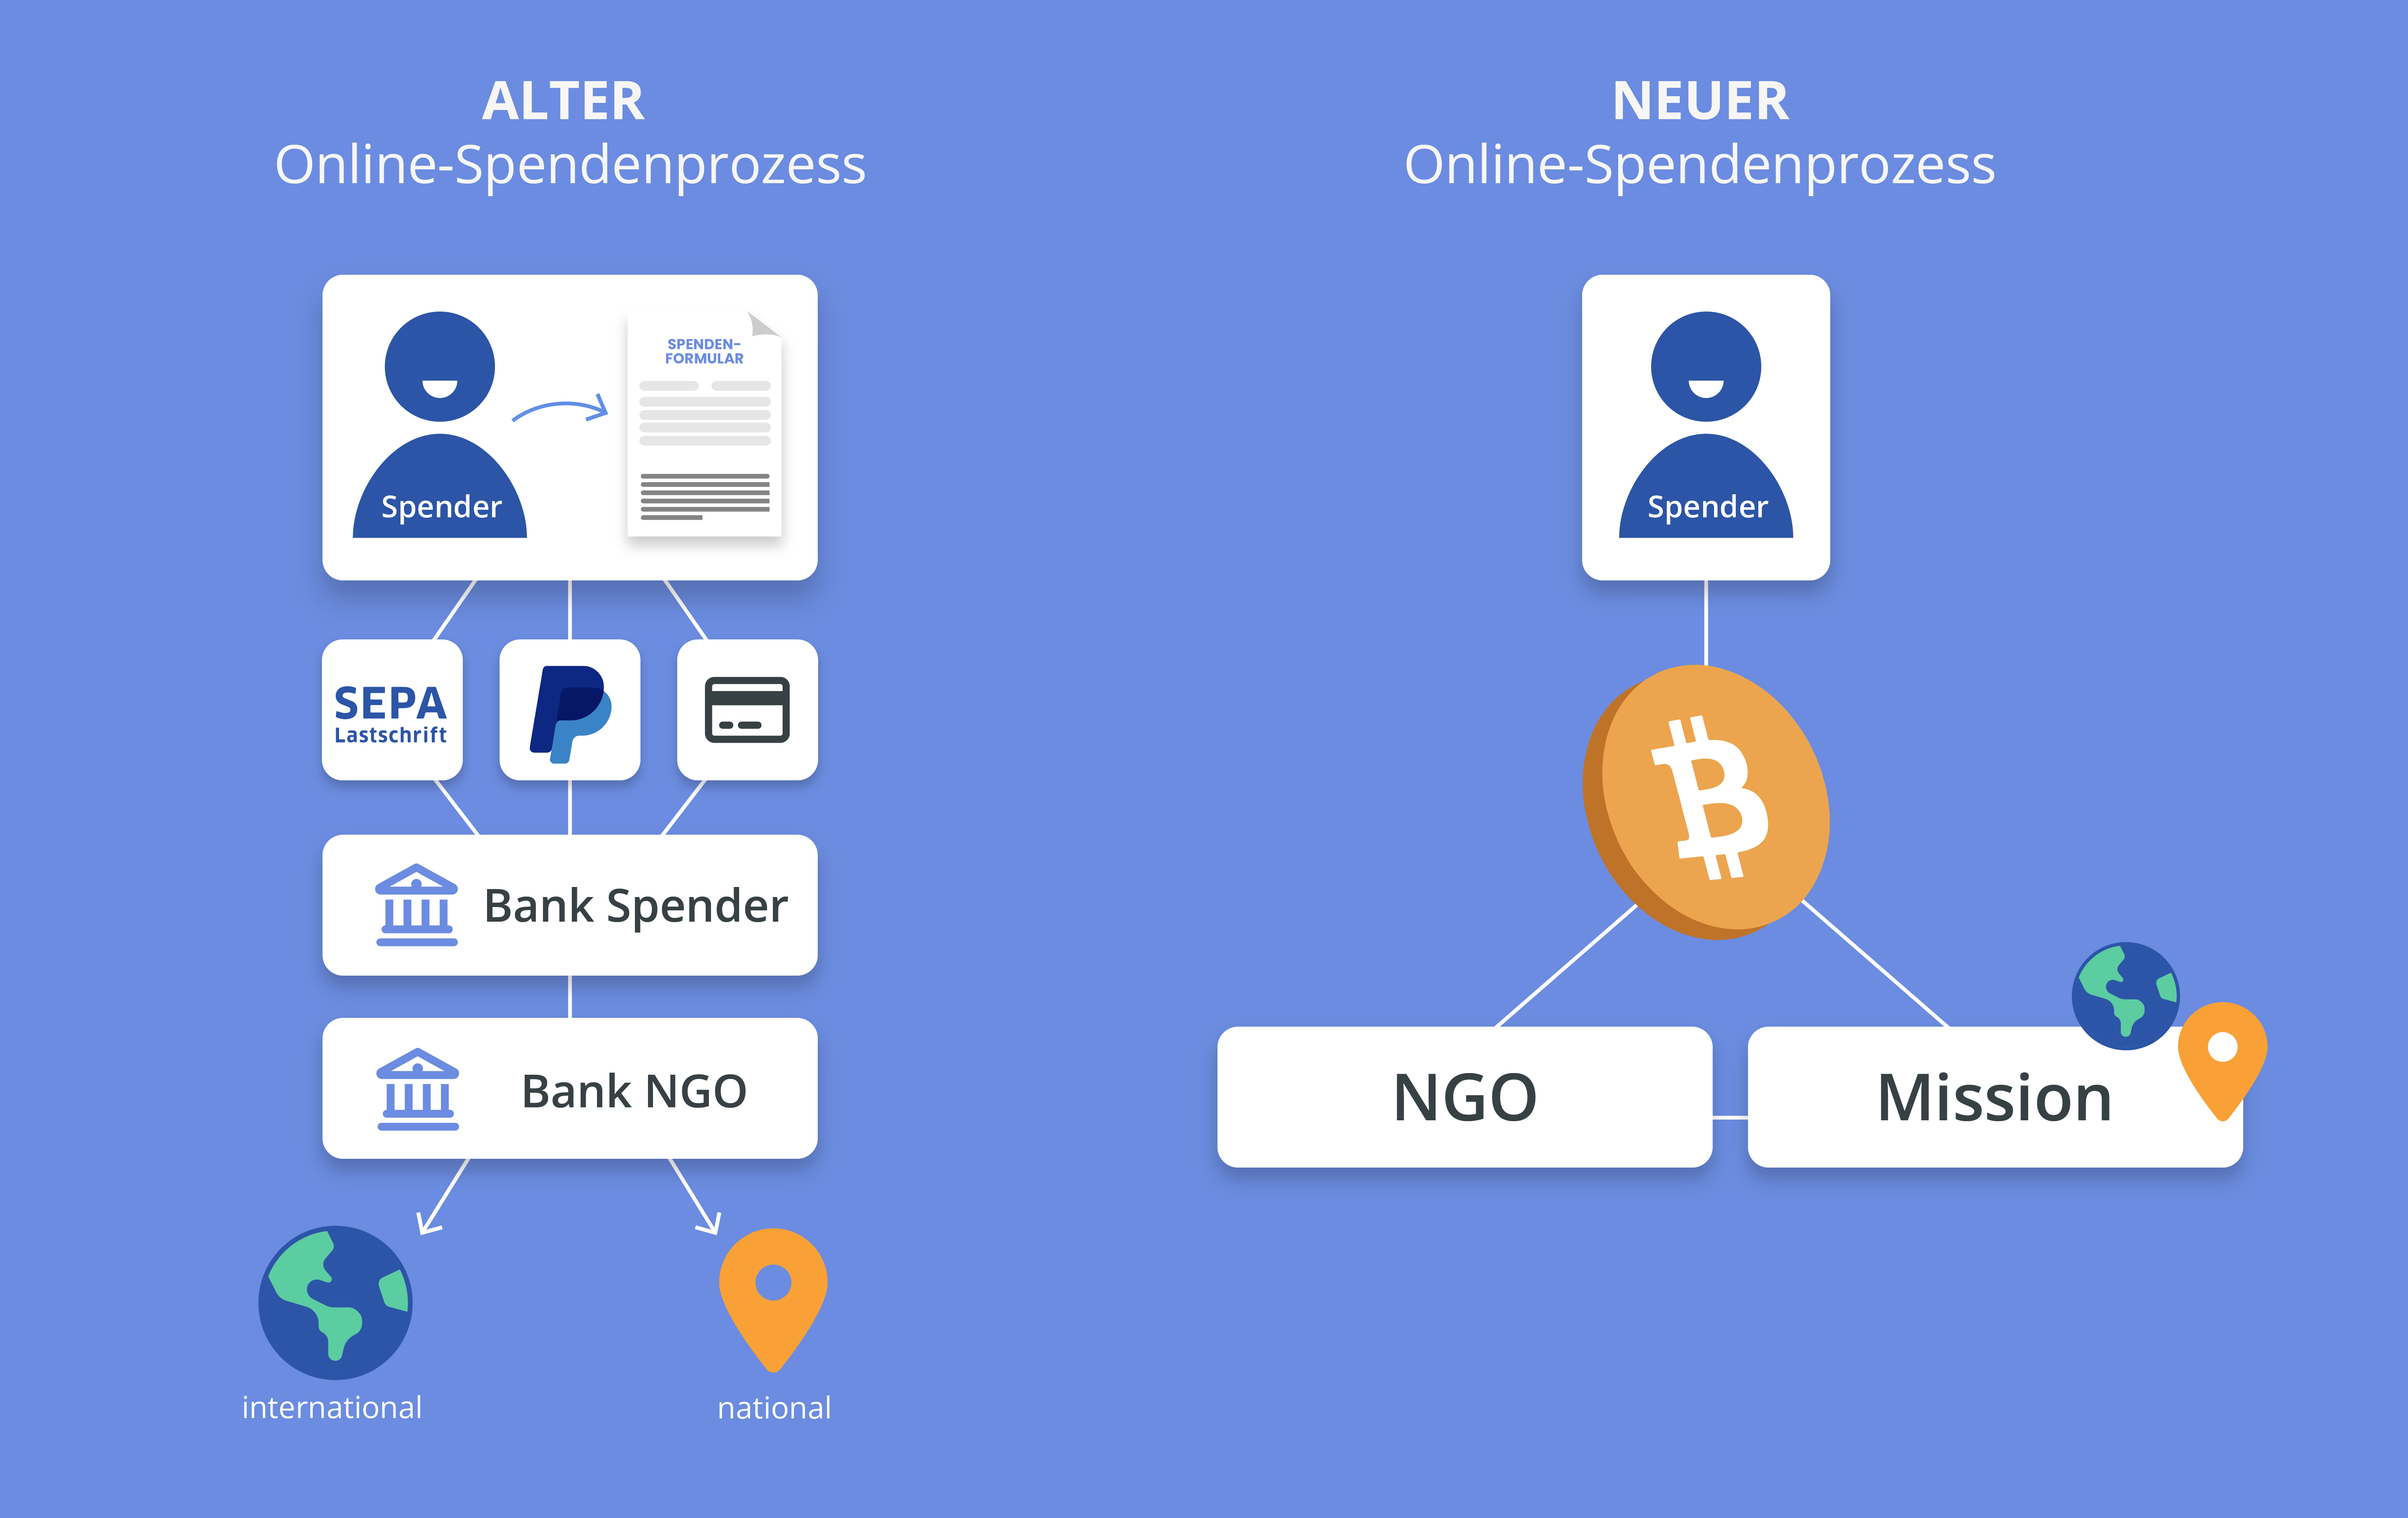 ALTER
Online-Spendenprozess
Spender
SPENDEN-
FORMULAR
SEPA
Lastschrift
Bank Spender
Bank NGO
international
national
NEUER
Online-Spendenprozess
Spender
NGO
Mission